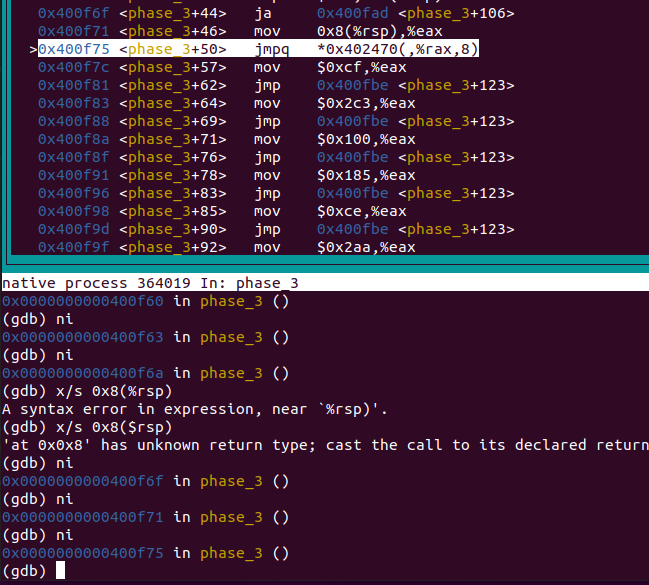 0x400f6f <phase_3+44> ja 0x400fad <phase_3+106>
0x400f71 <phase_3+46> mov 0x8(%rsp),%eax
>0x400f75 <phase_3+50> jmpq *0x402470(,%rax,8)
0x400f7c <phase_3+57> mov $0xcf,%eax
0x400f81 <phase_3+62> jmp 0x400fbe <phase_3+123>
0x400f83 <phase_3+64> mov $0x2c3,%eax
0x400f88 <phase_3+69> jmp 0x400fbe <phase_3+123>
0x400f8a <phase_3+71> mov $0x100,%eax
0x400f8f <phase_3+76> jmp 0x400fbe <phase_3+123>
0x400f91 <phase_3+78> mov $0x185,%eax
0x400f96 <phase_3+83> jmp 0x400fbe <phase_3+123>
0x400f98 <phase_3+85> mov $0xce,%eax
0x400f9d <phase_3+90> jmp 0x400fbe <phase_3+123>
0x400f9f <phase_3+92> mov $0x2aa,%eax
native process 364019 In: phase_3
0x0000000000400f60 in phase_3 ()
(gdb) ni
0x0000000000400f63 in phase_3 ()
(gdb) ni
0x0000000000400f6a in phase_3 ()
(gdb) x/s 0x8(%rsp)
A syntax error in expression, near `%rsp)'.
(gdb) x/s 0x8($rsp)
'at 0x0x8' has unknown return type; cast the call to its declared return
(gdb) ni
0x0000000000400f6f in phase_3 ()
(gdb) ni
0x0000000000400f71 in phase_3 ()
(gdb) ni
0x0000000000400f75 in phase_3 ()
(gdb)